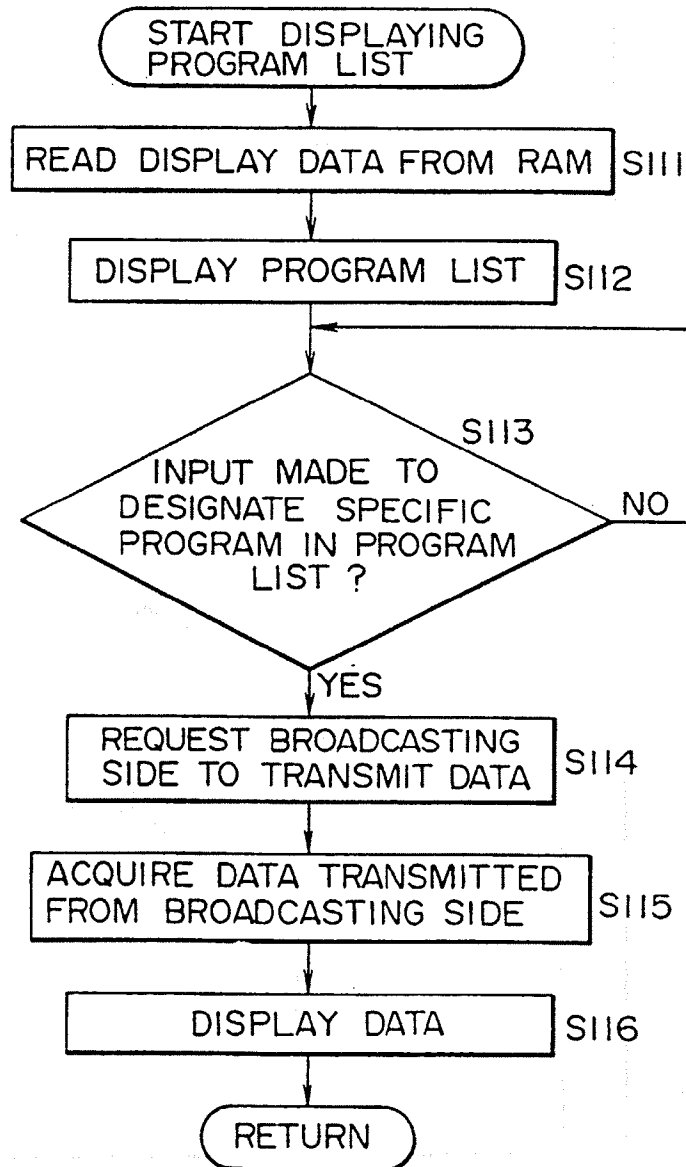 START DISPLAYING
PROGRAM LIST
READ DISPLAY DATA FROM RAM
S111
DISPLAY PROGRAM LIST
S112
S113
INPUT MADE TO
DESIGNATE SPECIFIC
PROGRAM IN PROGRAM
LIST ?
NO
YES
REQUEST BROADCASTING
SIDE TO TRANSMIT DATA
S114
ACQUIRE DATA TRANSMITTED
FROM BROADCASTING SIDE
S115
DISPLAY DATA
S116
RETURN